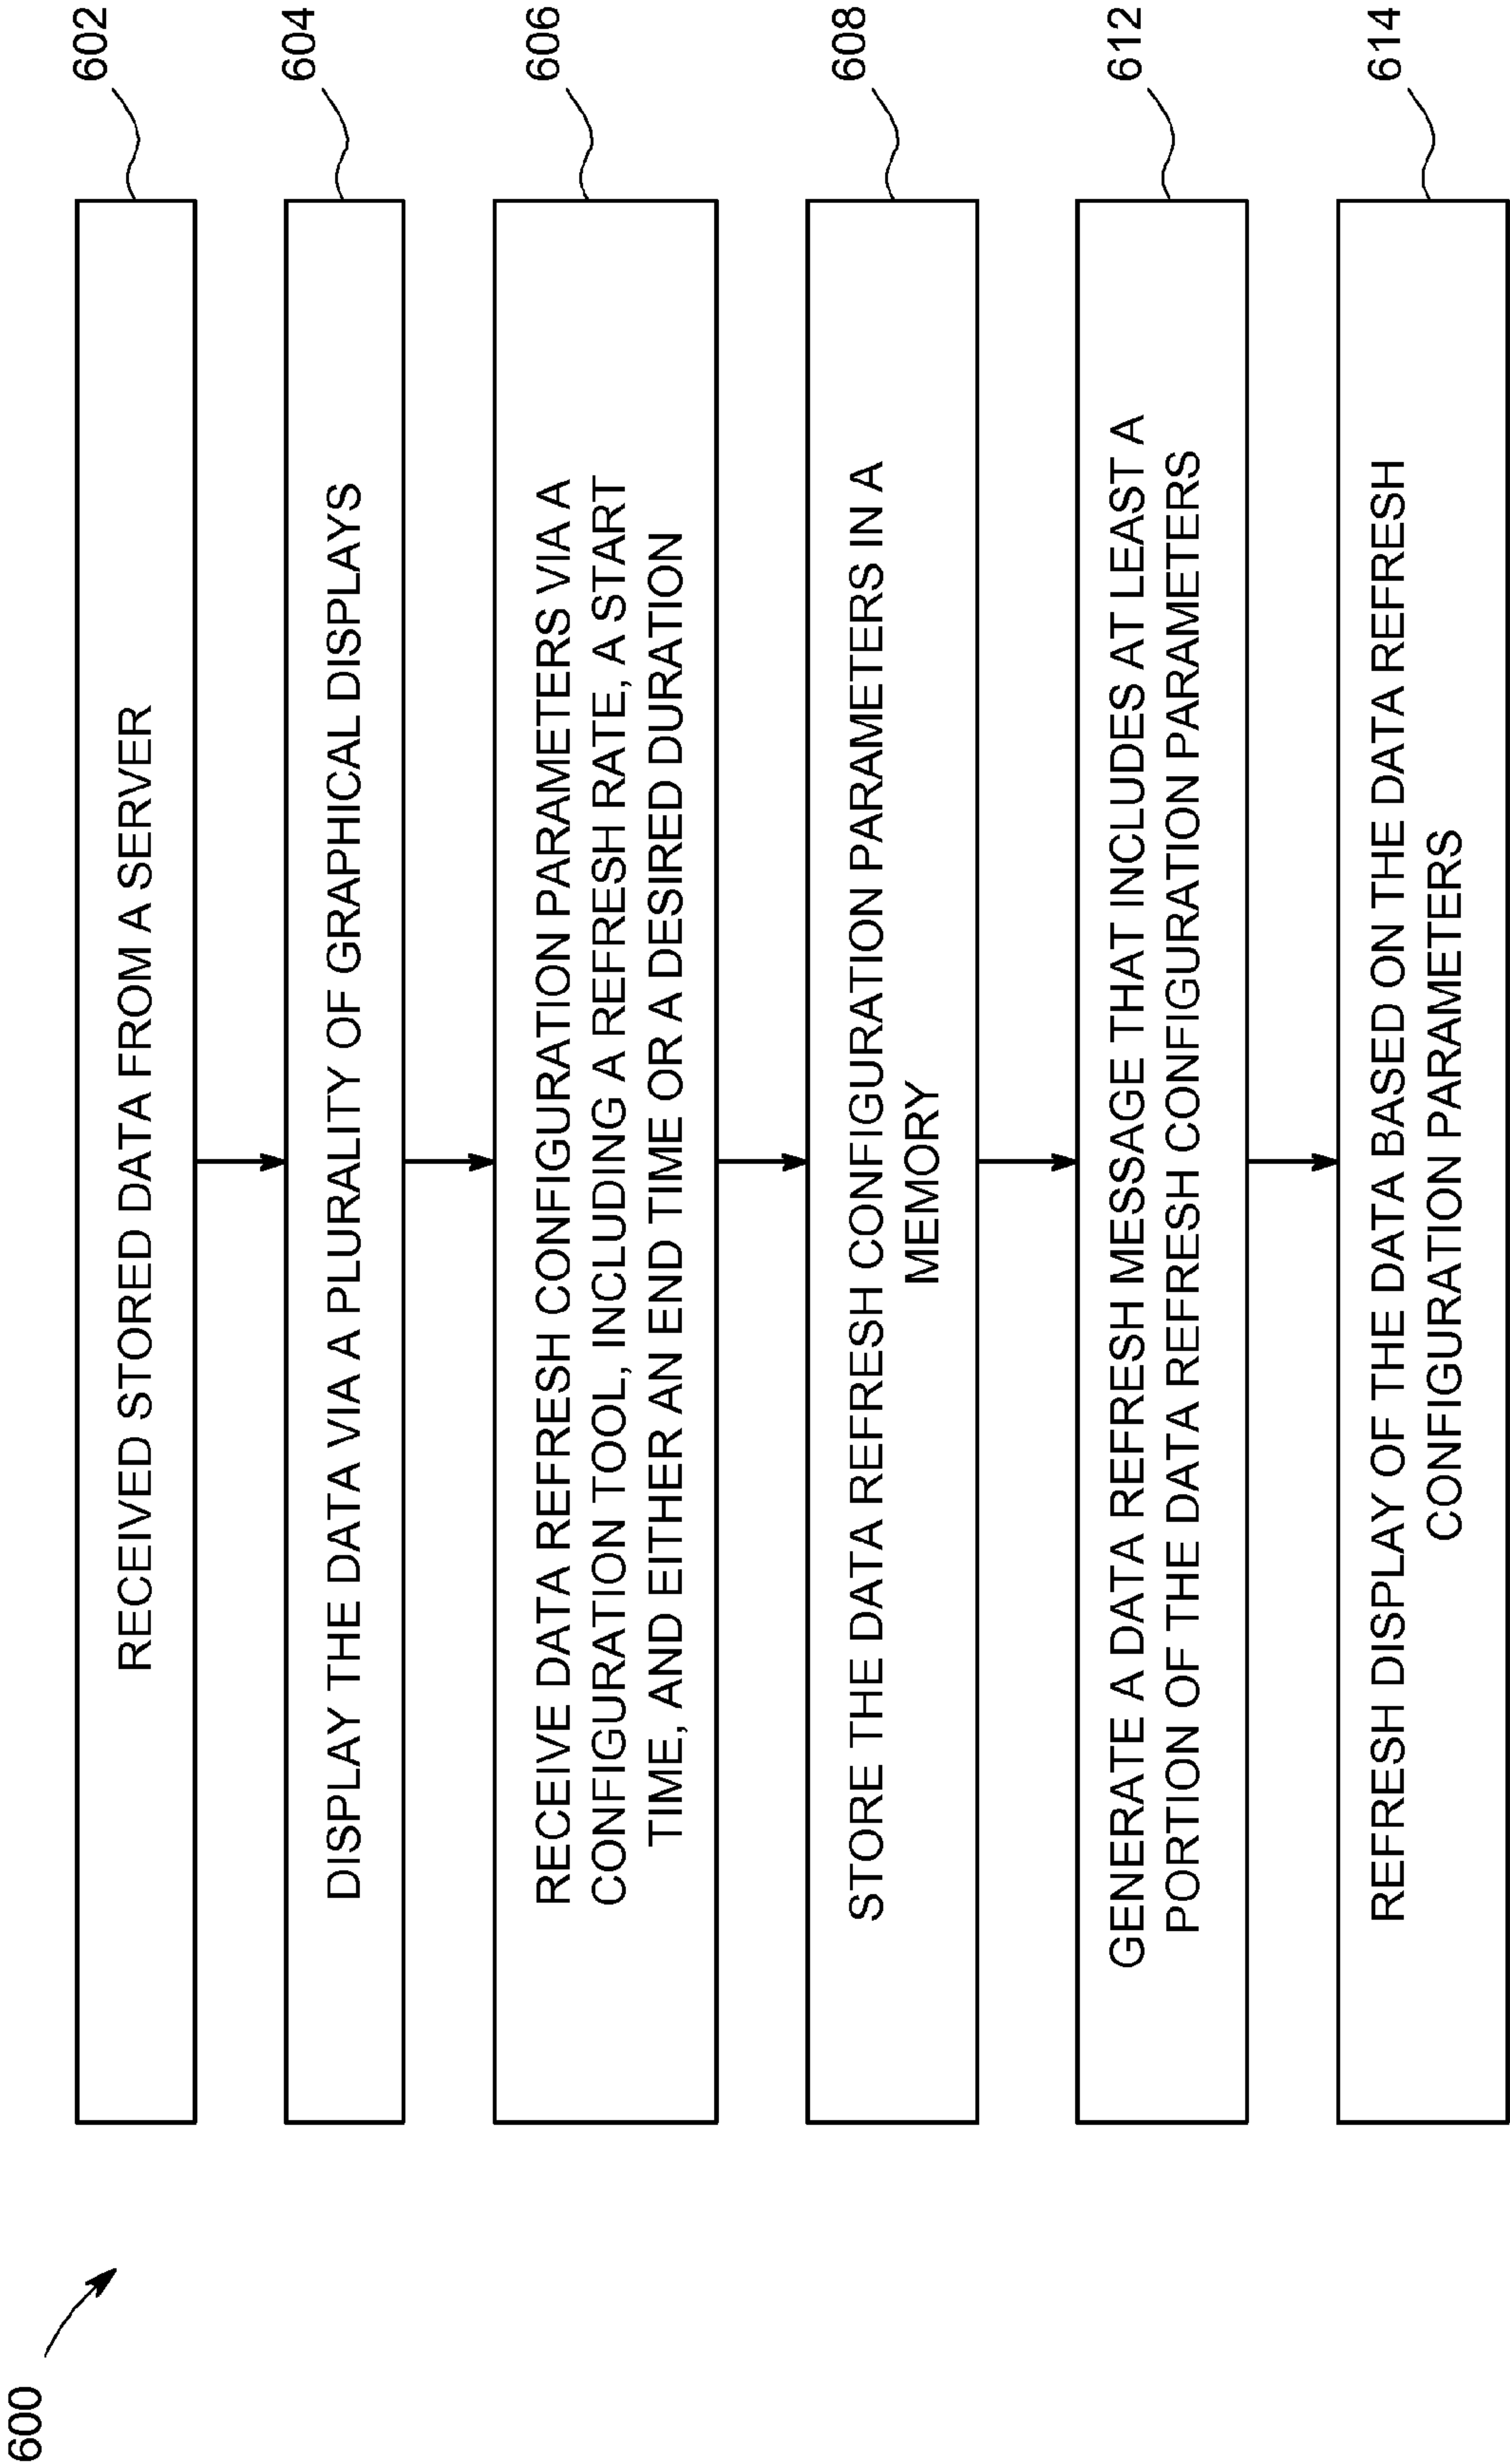 600
RECEIVED STORED DATA FROM A SERVER
602
DISPLAY THE DATA VIA A PLURALITY OF GRAPHICAL DISPLAYS
604
RECEIVE DATA REFRESH CONFIGURATION PARAMETERS VIA A
CONFIGURATION TOOL, INCLUDING A REFRESH RATE, A START
TIME, AND EITHER AN END TIME OR A DESIRED DURATION
606
STORE THE DATA REFRESH CONFIGURATION PARAMETERS IN A
MEMORY
608
GENERATE A DATA REFRESH MESSAGE THAT INCLUDES AT LEAST A
PORTION OF THE DATA REFRESH CONFIGURATION PARAMETERS
612
REFRESH DISPLAY OF THE DATA BASED ON THE DATA REFRESH
CONFIGURATION PARAMETERS
614